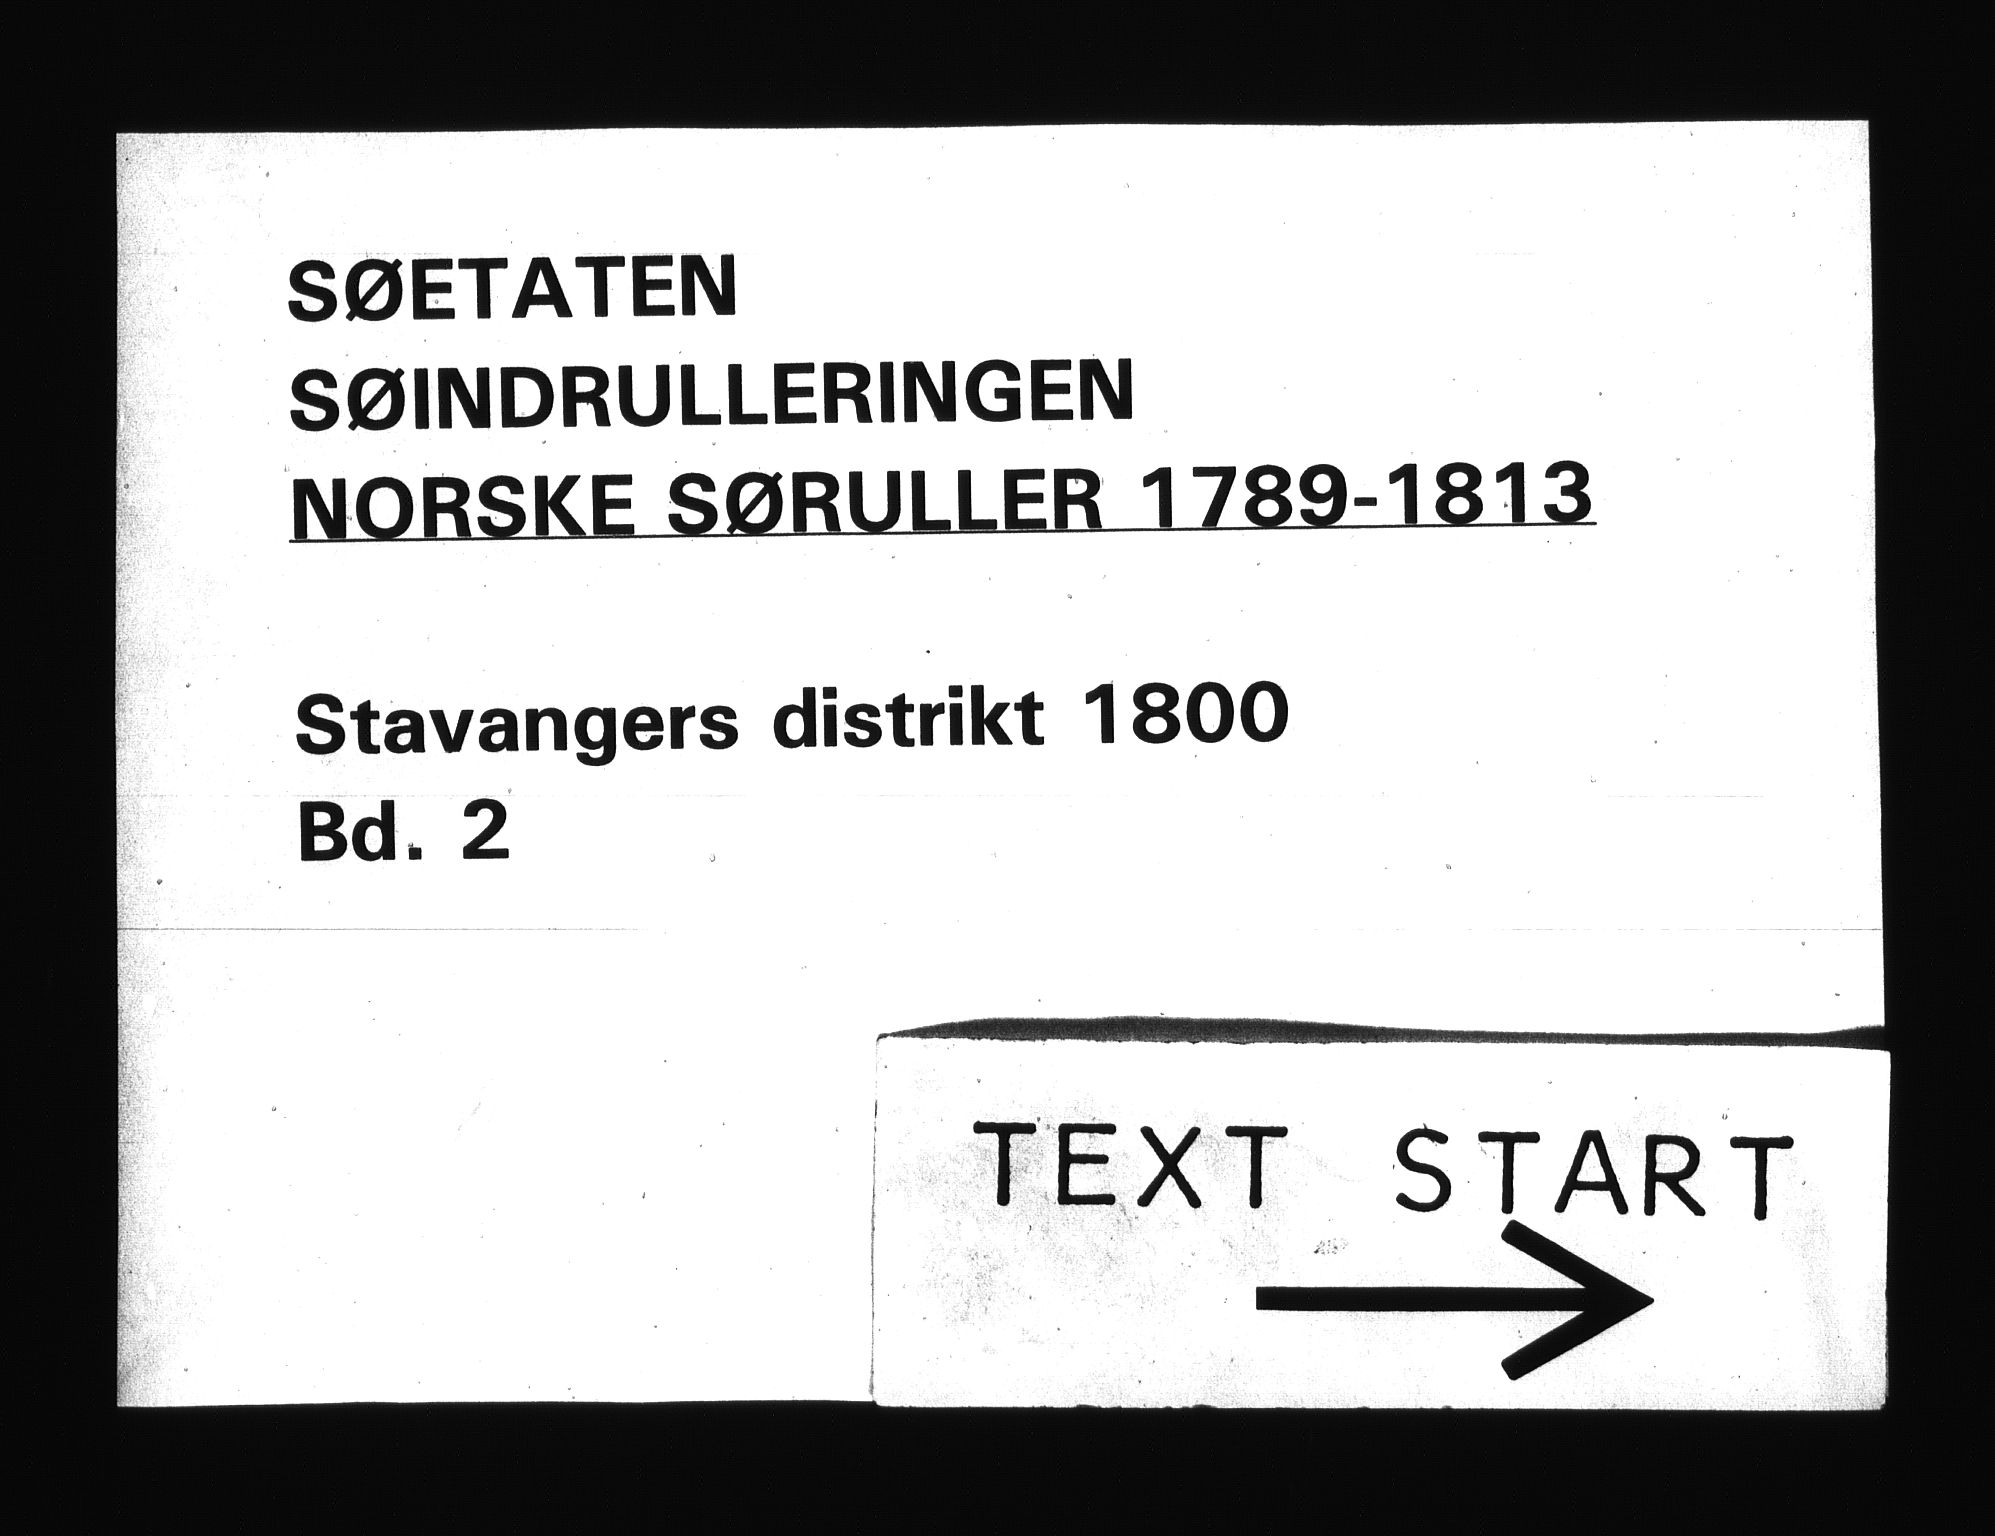 SØETATEN
SØINDRULLERINGEN
NORSKE SØRULLER 1789-1813
Stavangers distrikt 1800
Bd. 2
TEXT START